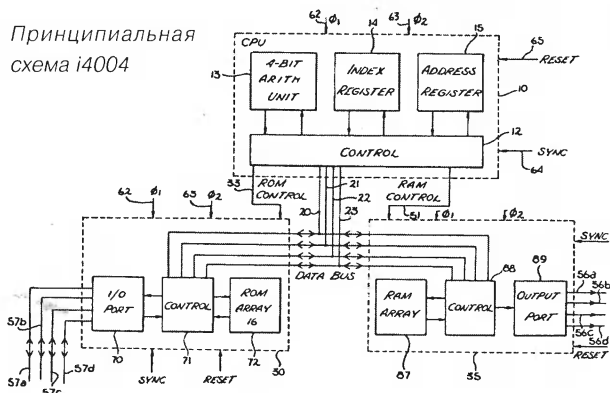 Принципиальная
схема i4004
62 Φ1
14
63 Φ2
15
CPU
13
4-BIT
ARITH
UNIT
INDEX
REGISTER
ADDRESS
REGISTER
65
RESET
10
12
CONTROL
SYNC
64
33
ROM
CONTROL
21
22
20
23
RAM
CONTROL
51
Φ1
Φ2
62 Φ1
63 Φ2
SYNC
DATA BUS
I/O
PORT
CONTROL
ROM
ARRAY
16
RAM
ARRAY
CONTROL
88
OUTPUT
PORT
89
56a
56b
56c
56d
RESET
57b
70
71
72
87
57d
57a
57c
SYNC
RESET
50
55